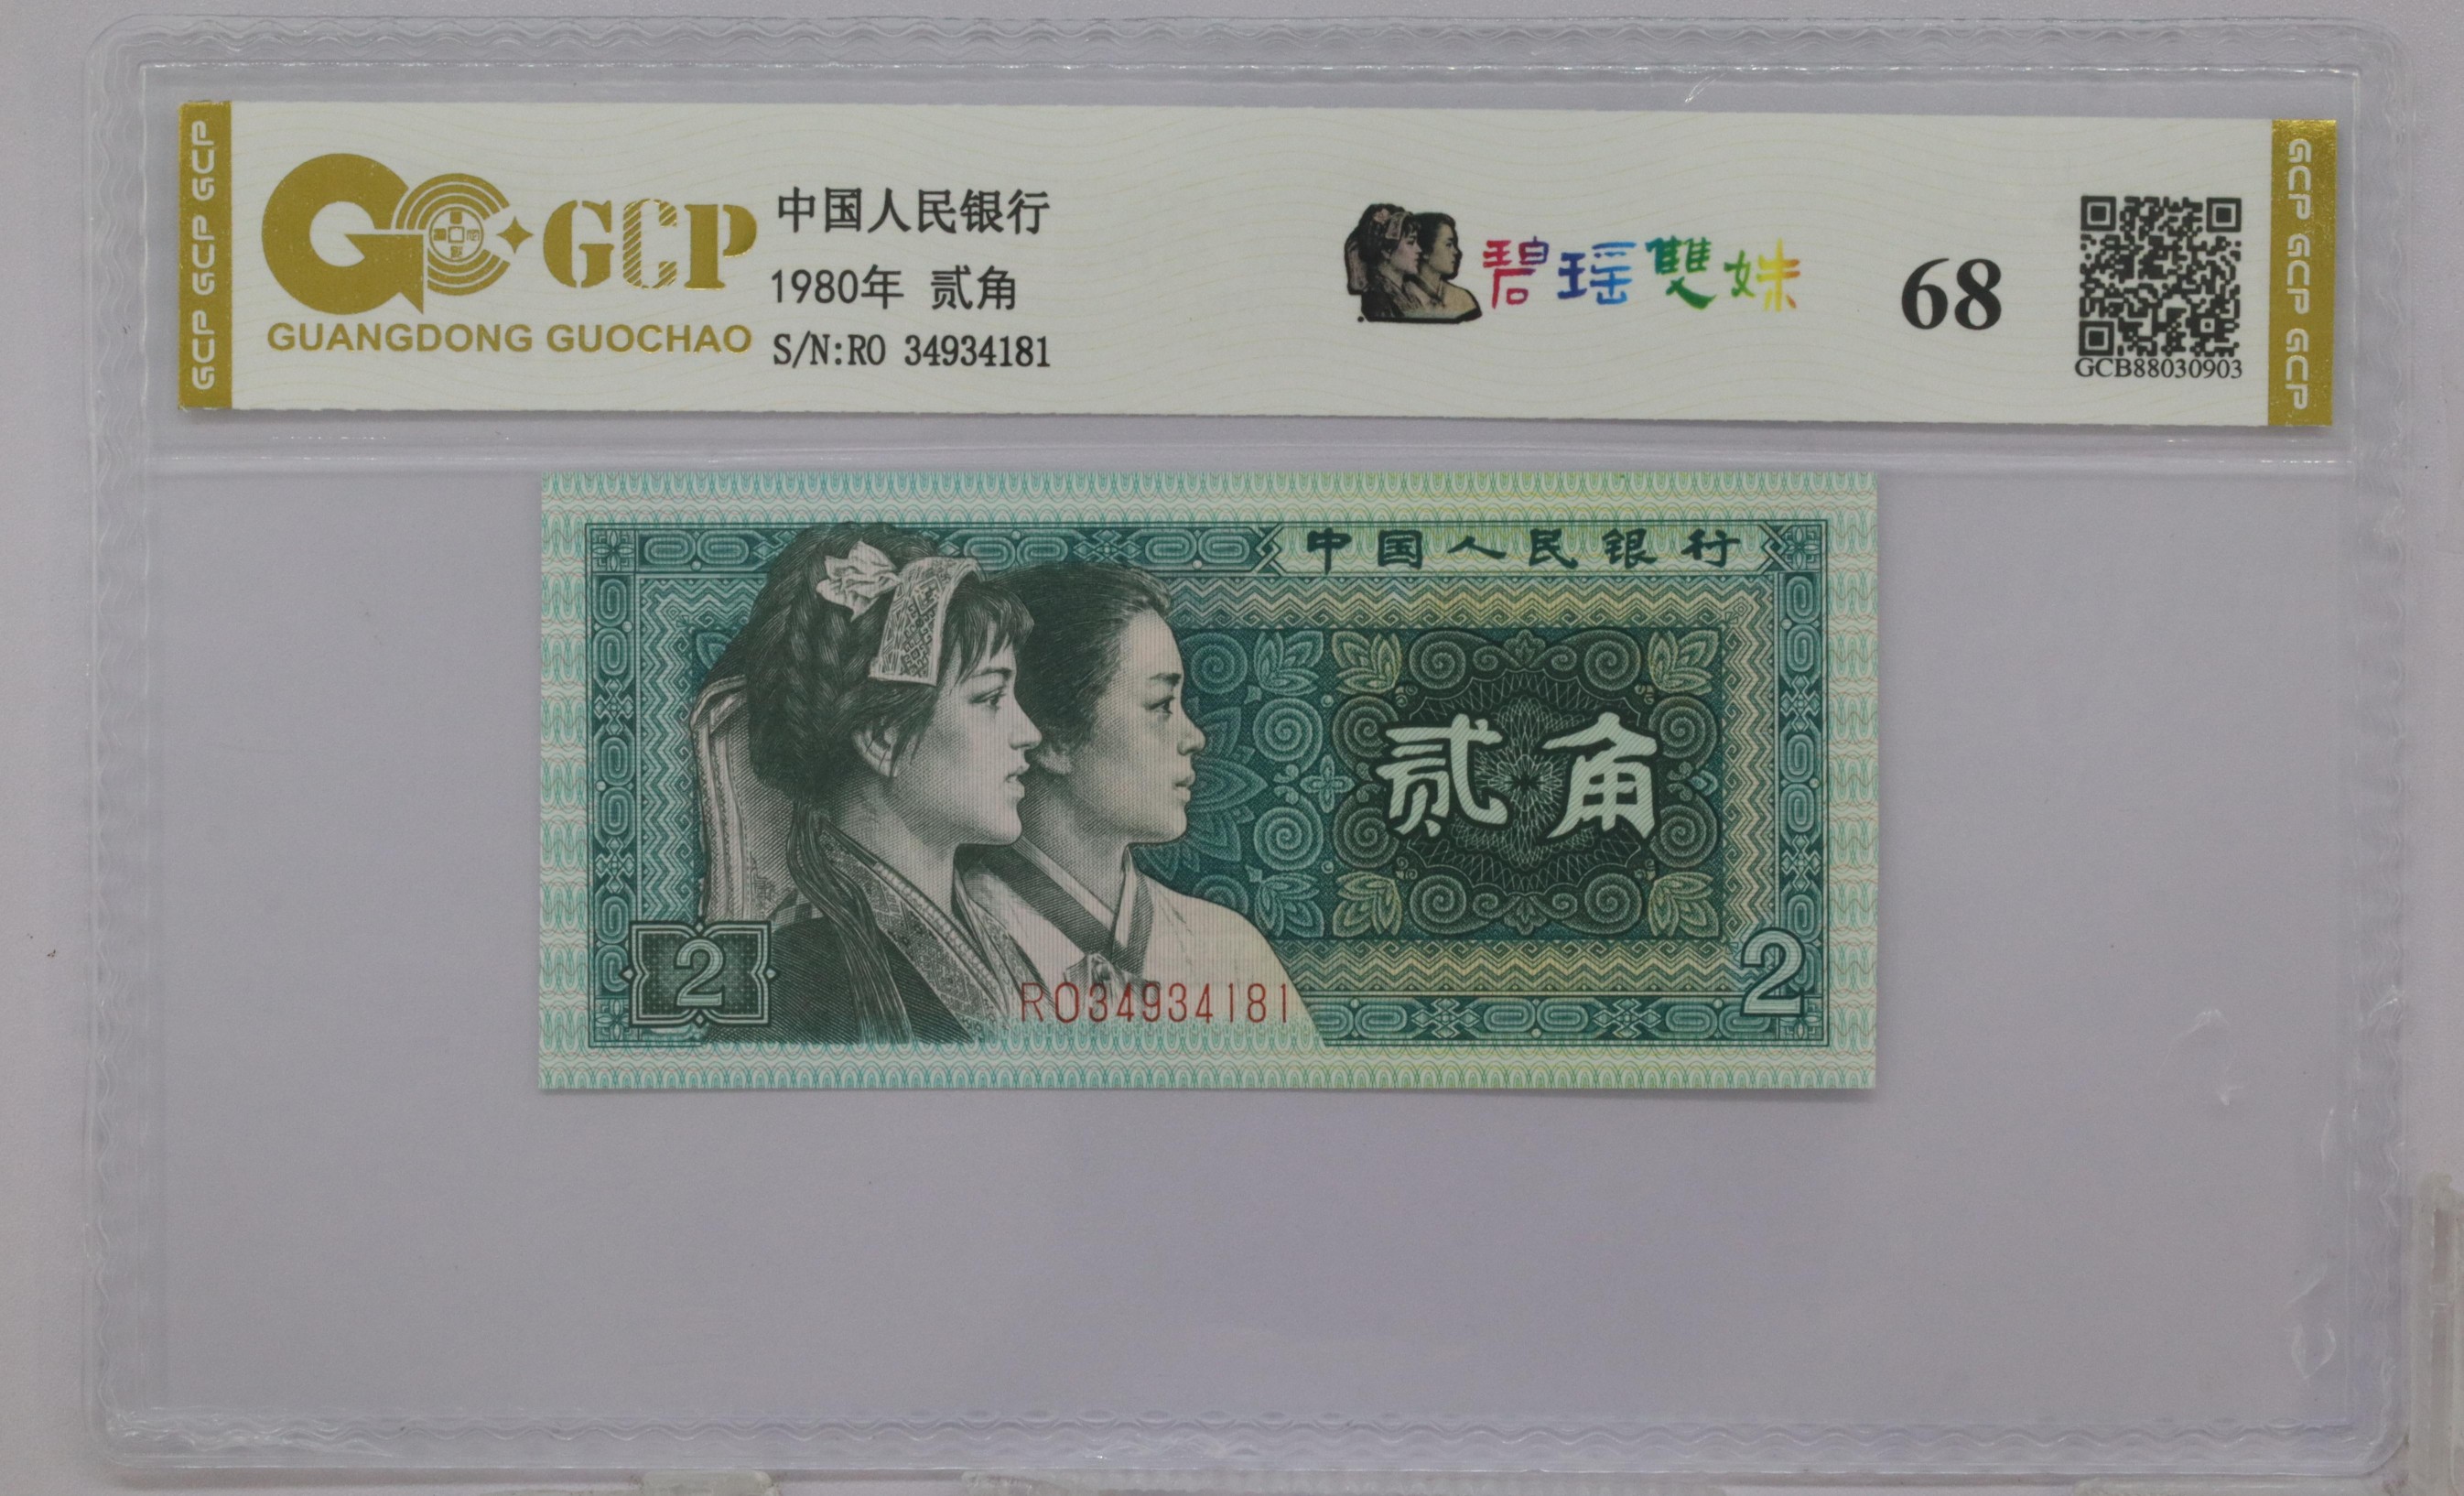 GCP GCP GCP
GCP
GUANGDONG GUOCHAO
中国人民银行
1980年 贰角
S/N:RO 34934181
碧瑶雙妹
68
GCB88030903
GCP GCP GCP
中国人民银行
贰角
2
RO34934181
2